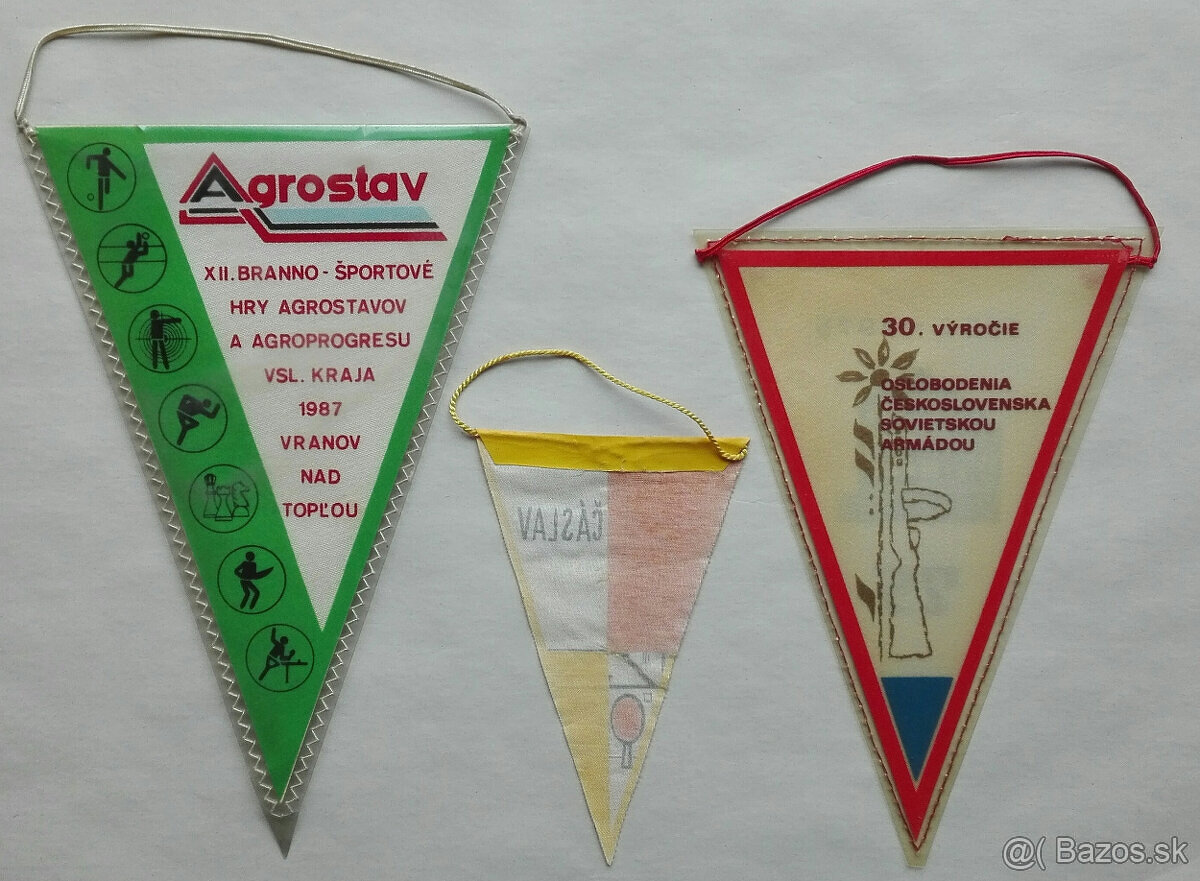 Agrostav
XII. BRANNO - ŠPORTOVÉ
HRY AGROSTAVOV
A AGROPROGRESU
VSL. KRAJA
1987
VRANOV
NAD
TOPĽOU
ČÁSLAV
30. VÝROČIE
OSLOBODENIA
ČESKOSLOVENSKA
SOVIETSKOU
ARMÁDOU
@( Bazos.sk